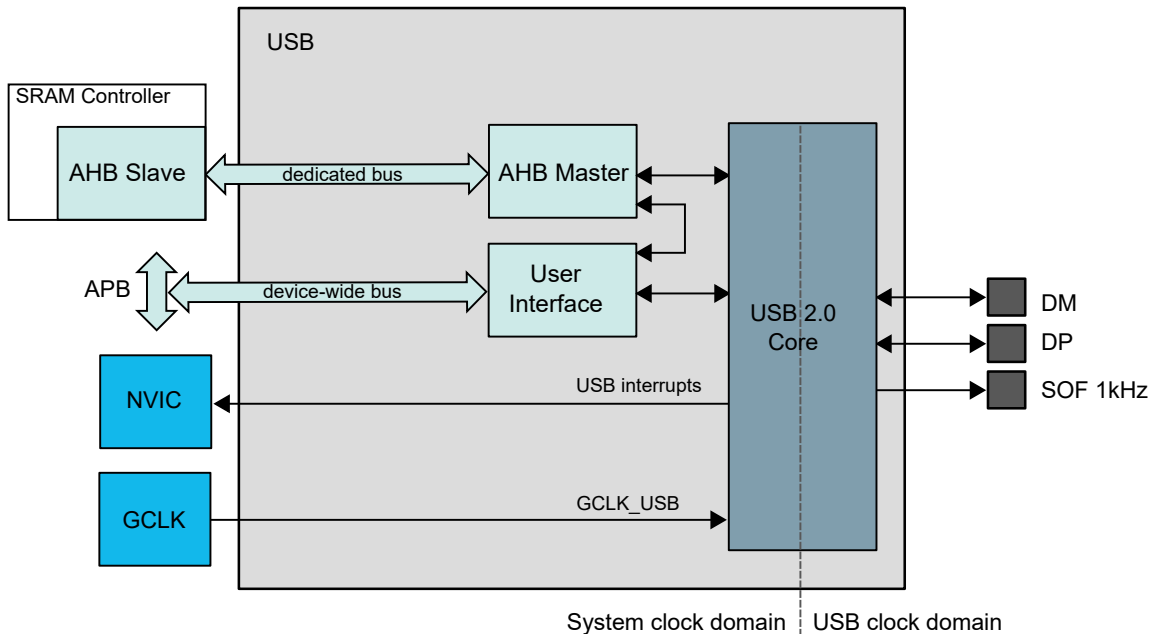 USB
SRAM Controller
AHB Slave
dedicated bus
AHB Master
APB
device-wide bus
User
Interface
USB 2.0
Core
DM
DP
SOF 1kHz
NVIC
USB interrupts
GCLK
GCLK_USB
System clock domain
USB clock domain